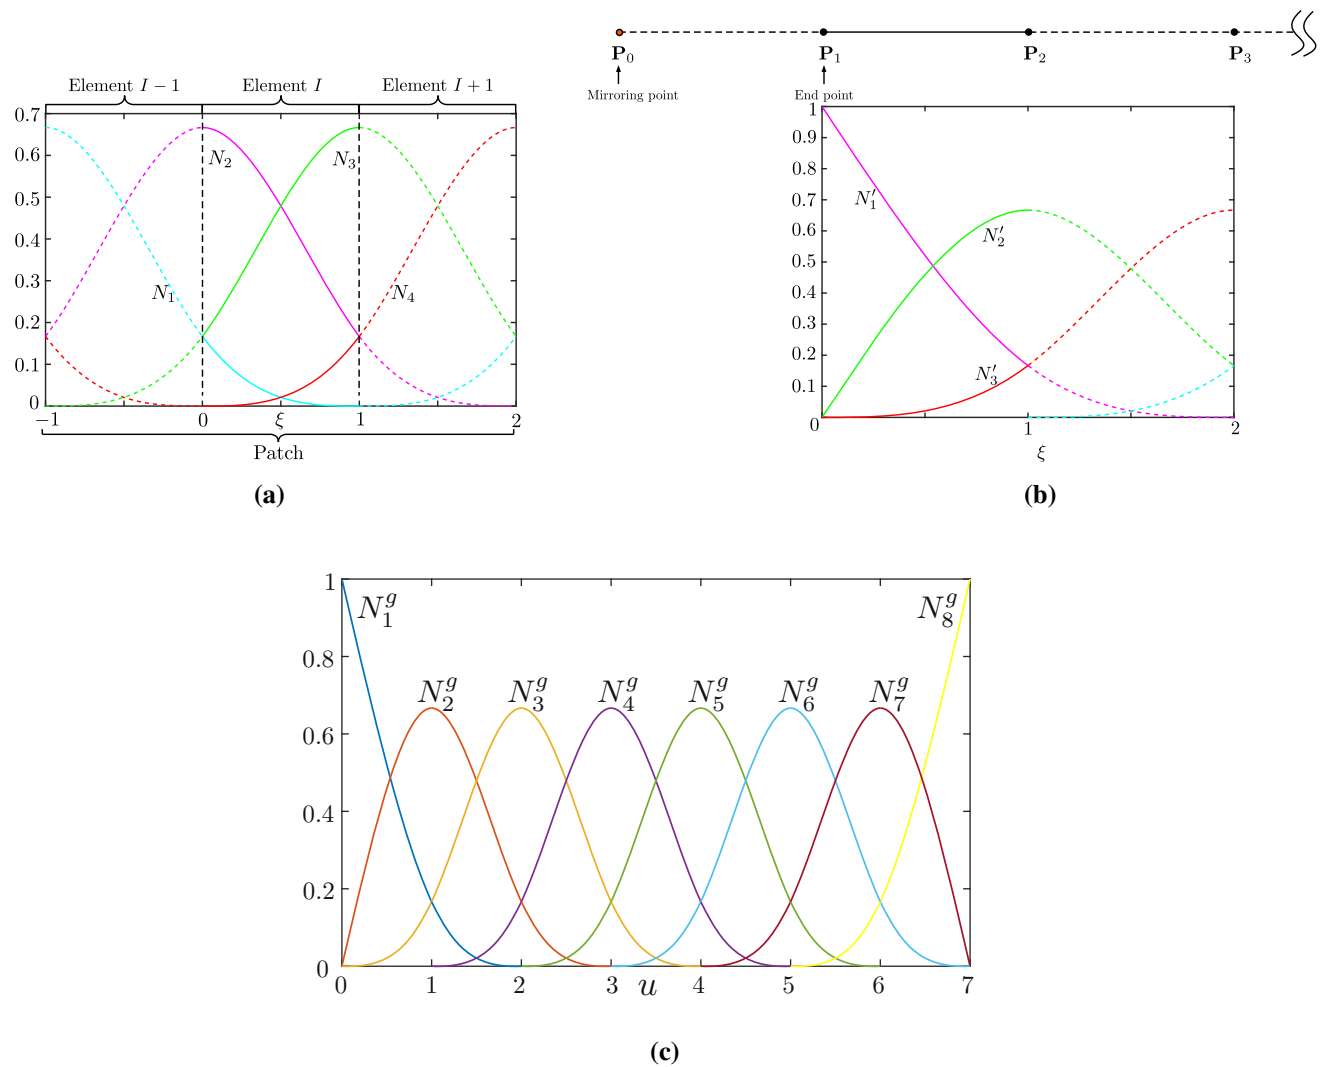 Element I − 1 Element I Element I + 1
0.7
0.6
0.5
0.4
0.3
0.2
0.1
0
N₂ N₃
N₁ N₄
−1 0 ξ 1 2
Patch
(a)
P₀ P₁ P₂ P₃
Mirroring point End point
1
0.9
0.8
0.7
0.6
0.5
0.4
0.3
0.2
0.1
0
N′₁
N′₂
N′₃
1 2
ξ
(b)
1
0.8
0.6
0.4
0.2
0
N₁ᵍ N₈ᵍ
N₂ᵍ N₃ᵍ N₄ᵍ N₅ᵍ N₆ᵍ N₇ᵍ
0 1 2 3 u 4 5 6 7
(c)